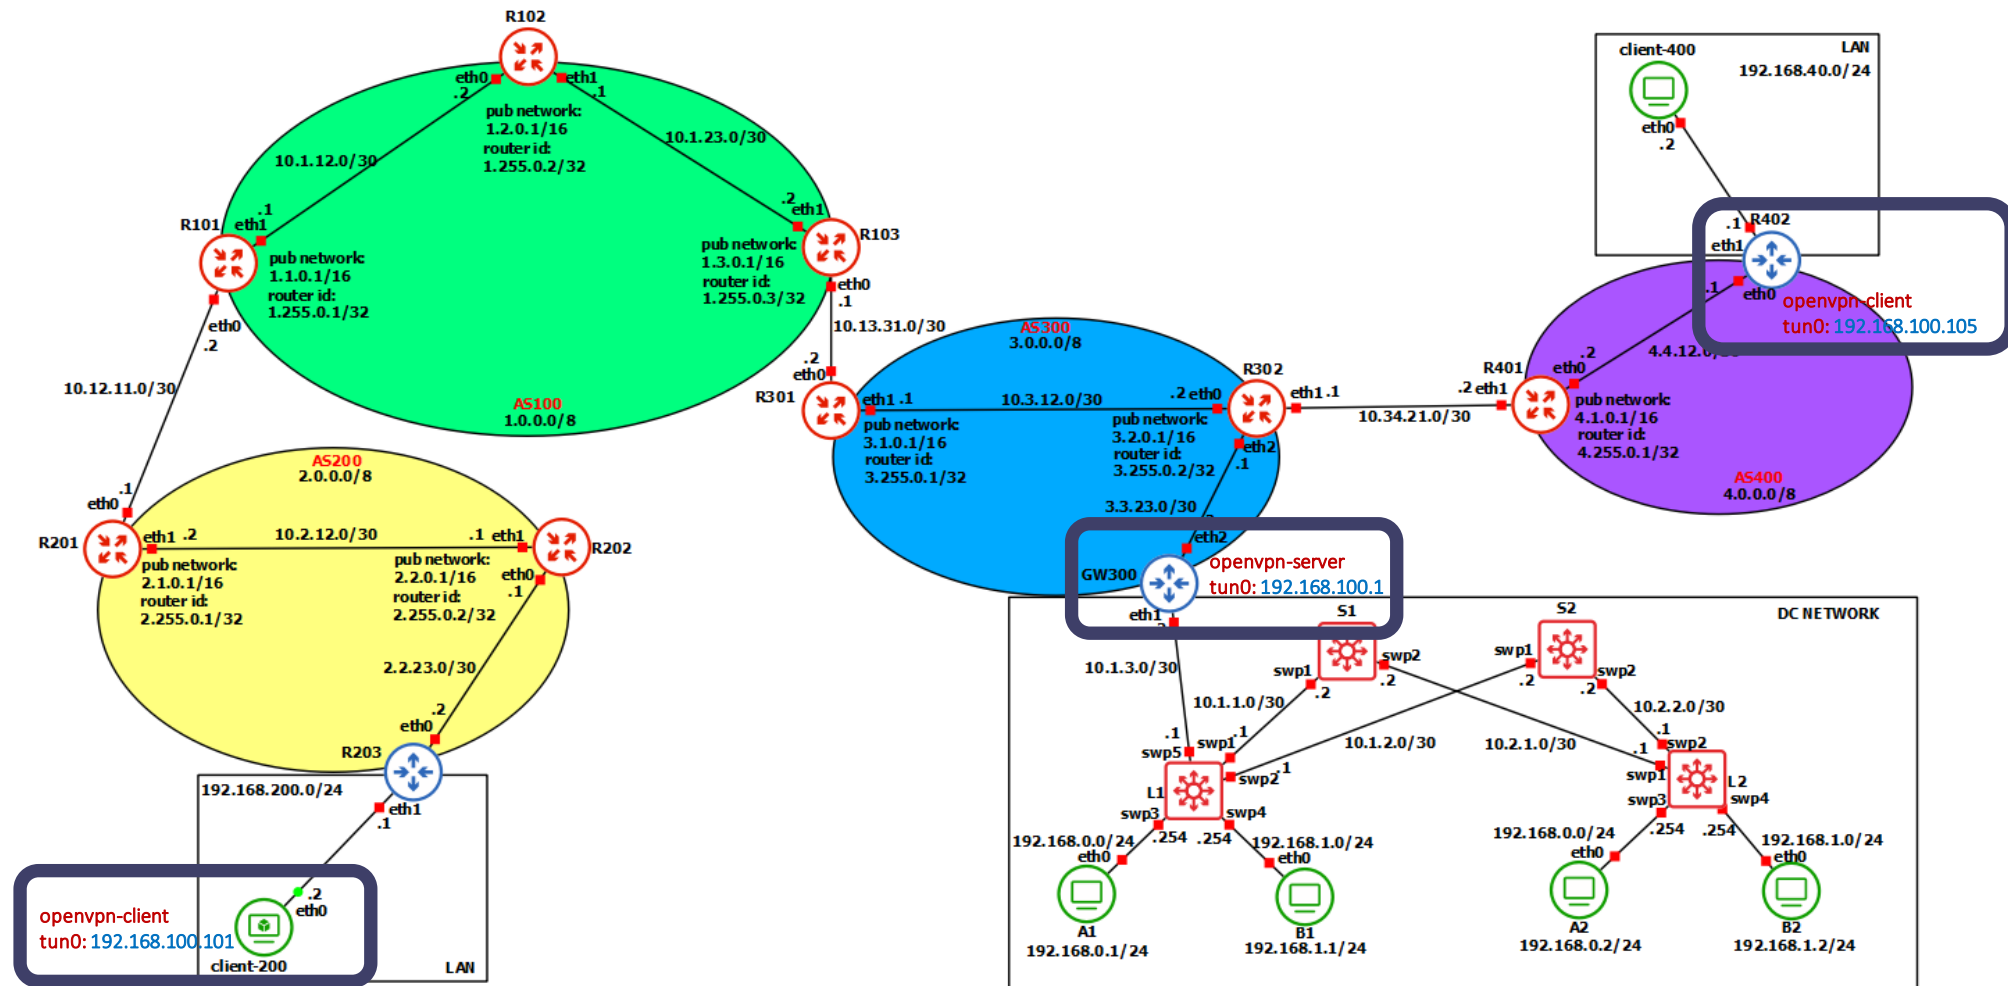 R102
eth0
.2
eth1
.1
pub network:
1.2.0.1/16
router id:
1.255.0.2/32
10.1.12.0/30
10.1.23.0/30
R101
.1
eth1
pub network:
1.1.0.1/16
router id:
1.255.0.1/32
eth0
.2
.2
eth1
R103
pub network:
1.3.0.1/16
router id:
1.255.0.3/32
eth0
.1
AS100
1.0.0.0/8
10.12.11.0/30
10.13.31.0/30
AS200
2.0.0.0/8
.1
eth0
R201
eth1 .2
10.2.12.0/30
.1 eth1
R202
pub network:
2.1.0.1/16
router id:
2.255.0.1/32
pub network:
2.2.0.1/16
router id:
2.255.0.2/32
eth0
.1
2.2.23.0/30
.2
eth0
R203
192.168.200.0/24
eth1
.1
.2
eth0
openvpn-client
tun0: 192.168.100.101
client-200
LAN
AS300
3.0.0.0/8
.2
eth0
R301
eth1 .1
10.3.12.0/30
.2 eth0
R302
pub network:
3.1.0.1/16
router id:
3.255.0.1/32
pub network:
3.2.0.1/16
router id:
3.255.0.2/32
eth1 .1
eth2
.1
3.3.23.0/30
eth2
GW300
openvpn-server
tun0: 192.168.100.1
eth1
10.34.21.0/30
client-400
LAN
192.168.40.0/24
eth0
.2
R402
.1
eth1
.1
eth0
openvpn-client
tun0: 192.168.100.105
R401
.2 eth1
.2
eth0
pub network:
4.1.0.1/16
router id:
4.255.0.1/32
AS400
4.0.0.0/8
DC NETWORK
S1
S2
swp1
.2
swp2
.2
swp1
.2
swp2
.2
10.1.3.0/30
10.1.1.0/30
10.1.2.0/30
10.2.1.0/30
10.2.2.0/30
.1
swp5
swp1
.1
swp2
.1
L1
swp3
.254
swp4
.254
.1
swp2
.1
swp1
L2
swp3
.254
swp4
.254
192.168.0.0/24
eth0
192.168.1.0/24
eth0
192.168.0.0/24
eth0
192.168.1.0/24
eth0
A1
192.168.0.1/24
B1
192.168.1.1/24
A2
192.168.0.2/24
B2
192.168.1.2/24